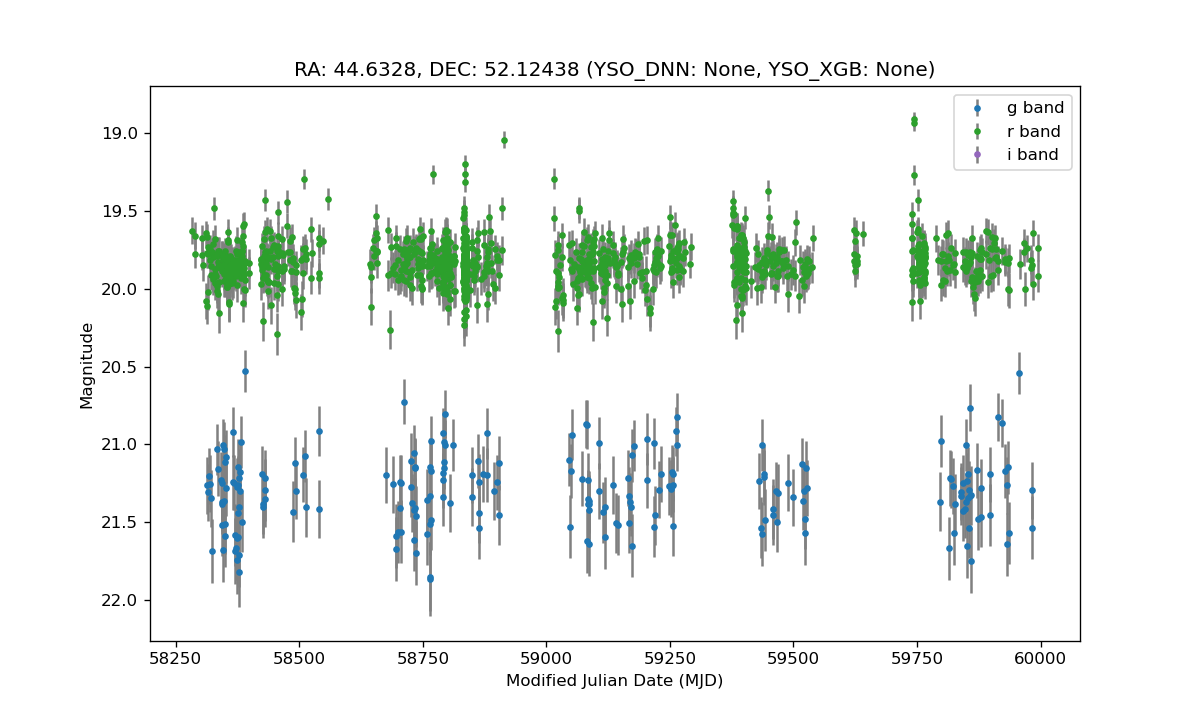 RA: 44.6328, DEC: 52.12438 (YSO_DNN: None, YSO_XGB: None)
g band
r band
i band
19.0
19.5
20.0
20.5
21.0
21.5
22.0
Magnitude
58250
58500
58750
59000
59250
59500
59750
60000
Modified Julian Date (MJD)